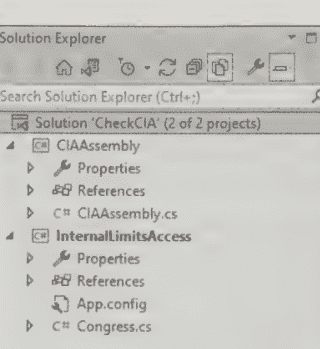 Solution Explorer
Search Solution Explorer (Ctrl+;)
Solution 'CheckCIA' (2 of 2 projects)
C# CIAAssembly
Properties
References
C# CIAAssembly.cs
C# InternalLimitsAccess
Properties
References
App.config
C# Congress.cs